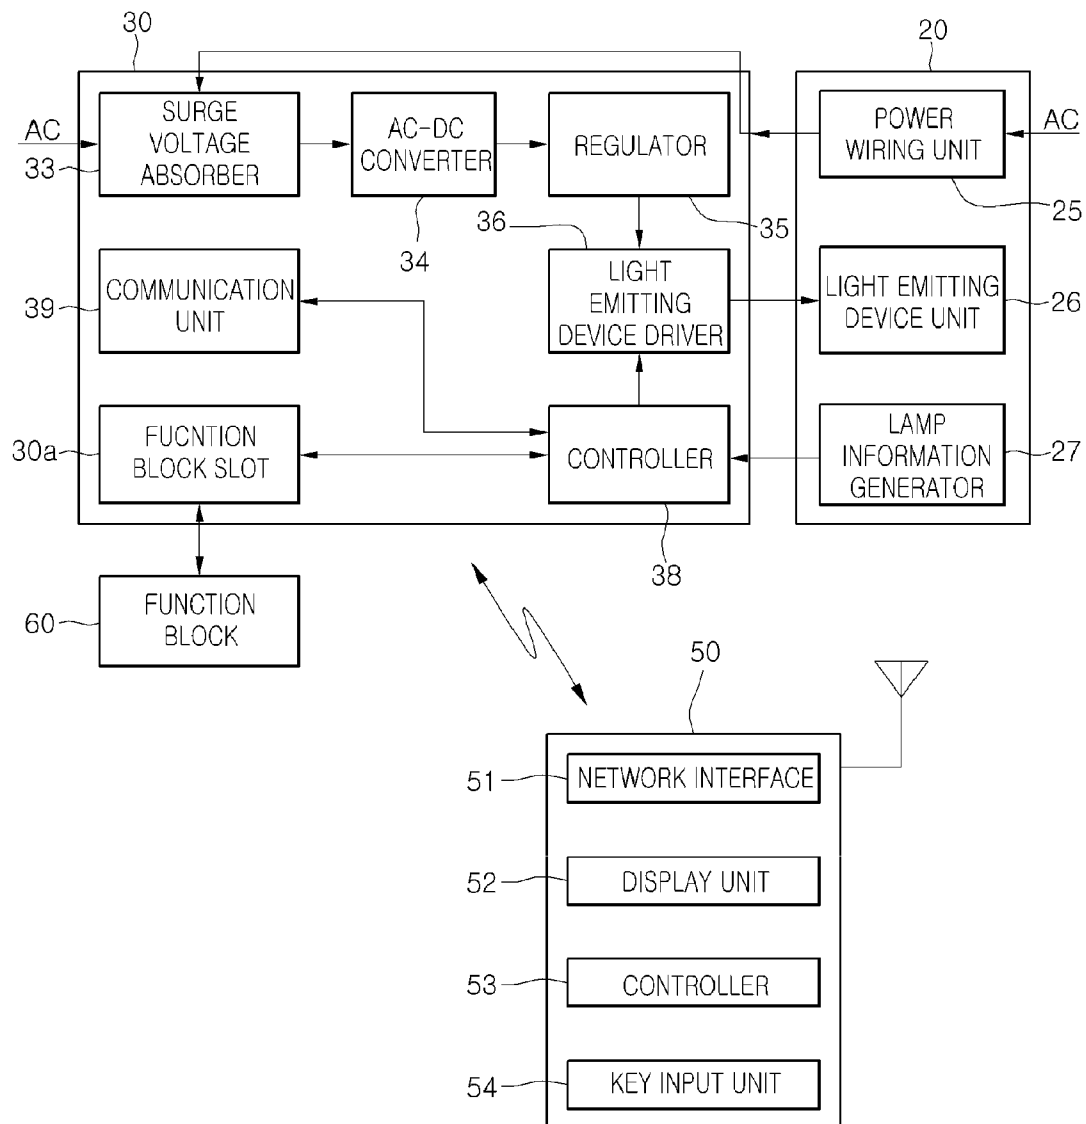 30
20
AC
33
SURGE
VOLTAGE
ABSORBER
AC-DC
CONVERTER
34
REGULATOR
35
POWER
WIRING UNIT
AC
25
39
COMMUNICATION
UNIT
36
LIGHT
EMITTING
DEVICE DRIVER
LIGHT EMITTING
DEVICE UNIT
26
30a
FUCNTION
BLOCK SLOT
CONTROLLER
38
LAMP
INFORMATION
GENERATOR
27
60
FUNCTION
BLOCK
50
51
NETWORK INTERFACE
52
DISPLAY UNIT
53
CONTROLLER
54
KEY INPUT UNIT